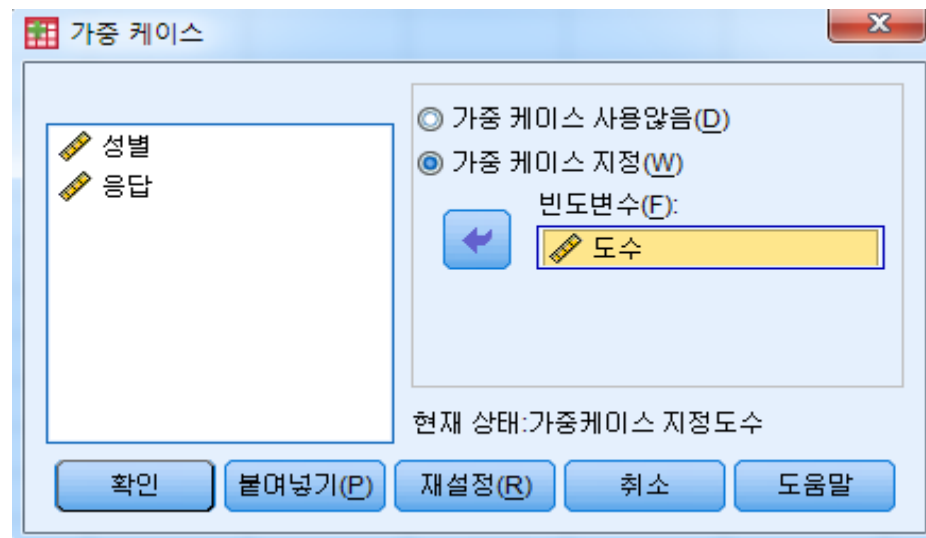 가중 케이스
성별
응답
가중 케이스 사용않음(D)
가중 케이스 지정(W)
빈도변수(F):
도수
현재 상태:가중케이스 지정도수
확인
붙여넣기(P)
재설정(R)
취소
도움말